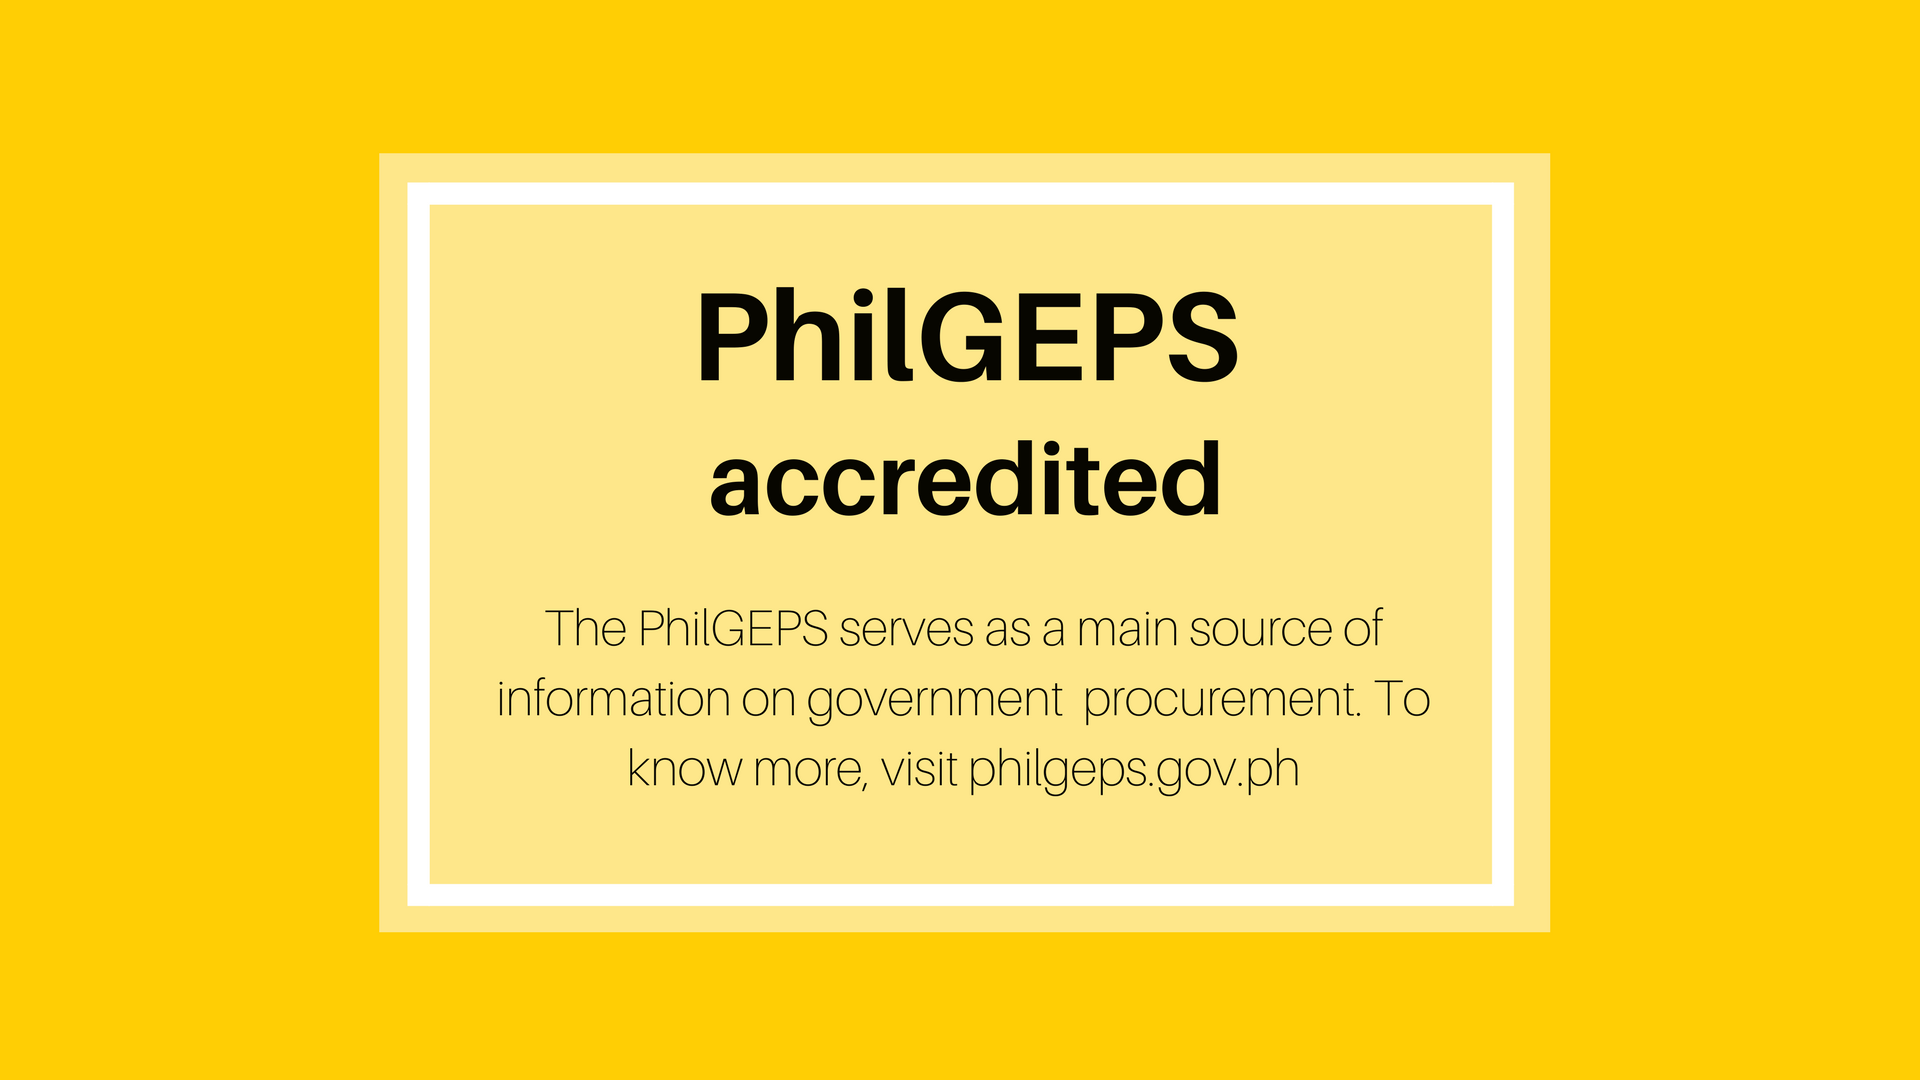 PhilGEPS
accredited
The PhilGEPS serves as a main source of
information on government  procurement. To
know more, visit philgeps.gov.ph